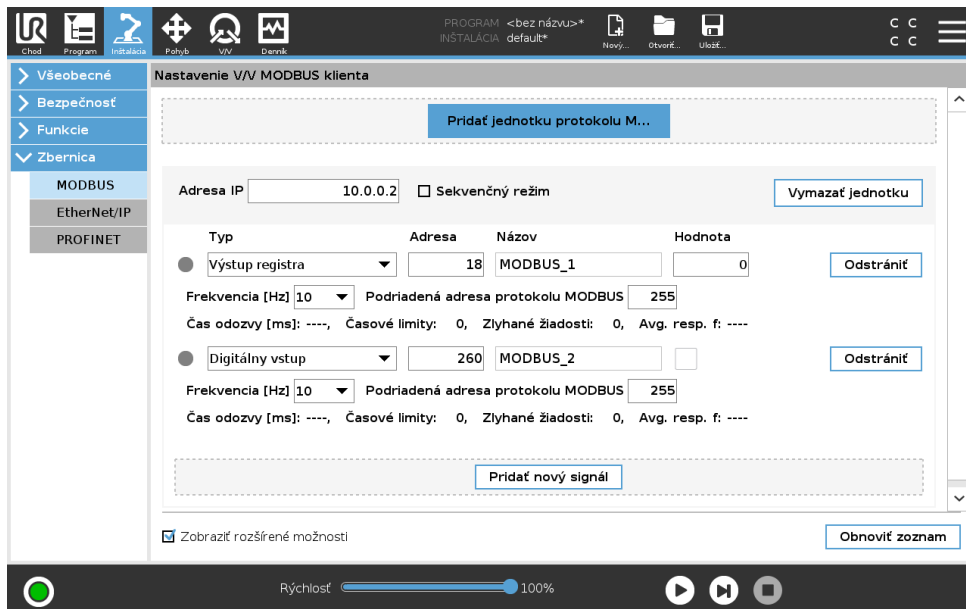 UR
PROGRAM <bez názvu>*
INŠTALÁCIA default*
Chod Program Inštalácia Pohyb V/V Denník Nový... Otvoriť... Uložiť...
C C
C C
Všeobecné
Bezpečnosť
Funkcie
Zbernica
MODBUS
EtherNet/IP
PROFINET
Nastavenie V/V MODBUS klienta
Pridať jednotku protokolu M...
Adresa IP 10.0.0.2 Sekvenčný režim Vymazať jednotku
Typ Adresa Názov Hodnota
Výstup registra 18 MODBUS_1 0 Odstrániť
Frekvencia [Hz] 10 Podriadená adresa protokolu MODBUS 255
Čas odozvy [ms]: ----, Časové limity: 0, Zlyhané žiadosti: 0, Avg. resp. f: ----
Digitálny vstup 260 MODBUS_2 Odstrániť
Frekvencia [Hz] 10 Podriadená adresa protokolu MODBUS 255
Čas odozvy [ms]: ----, Časové limity: 0, Zlyhané žiadosti: 0, Avg. resp. f: ----
Pridať nový signál
Zobraziť rozšírené možnosti Obnoviť zoznam
Rýchlosť 100%